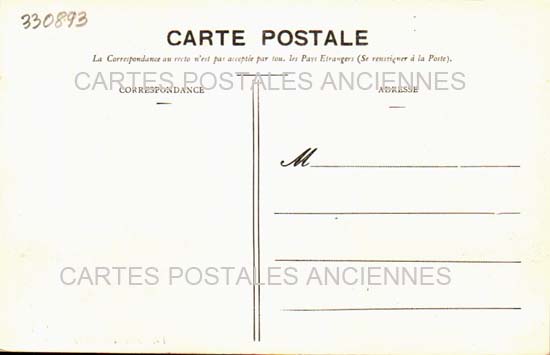 330893
CARTE POSTALE
La Correspondance au recto n'est pas acceptée par tou. les Pays Etrangers (Se renseigner à la Poste).
CARTES POSTALES ANCIENNES
CORRESPONDANCE
ADRESSE
M
CARTES POSTALES ANCIENNES